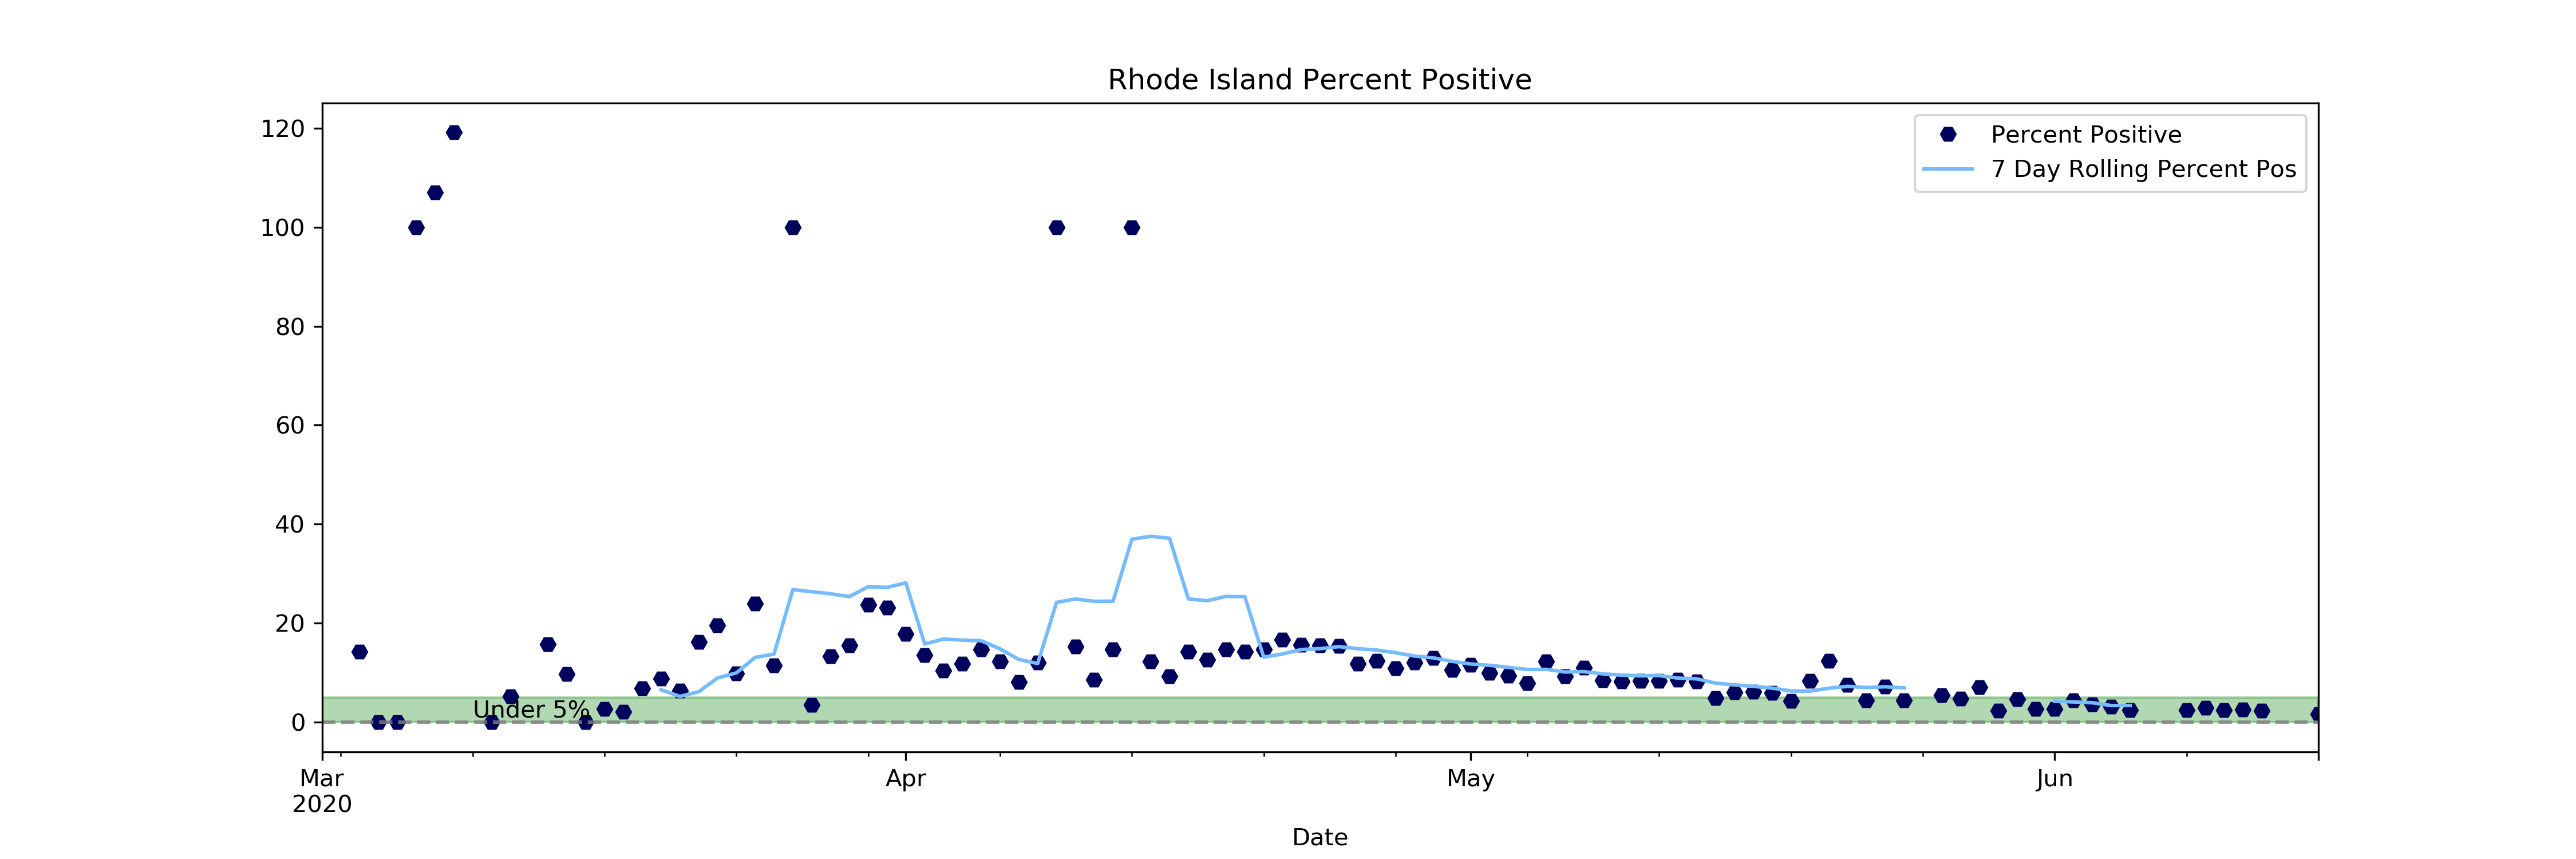 Rhode Island Percent Positive
120
100
80
60
40
20
0
Percent Positive
7 Day Rolling Percent Pos
Under 5%
Mar
2020
Apr
May
Jun
Date